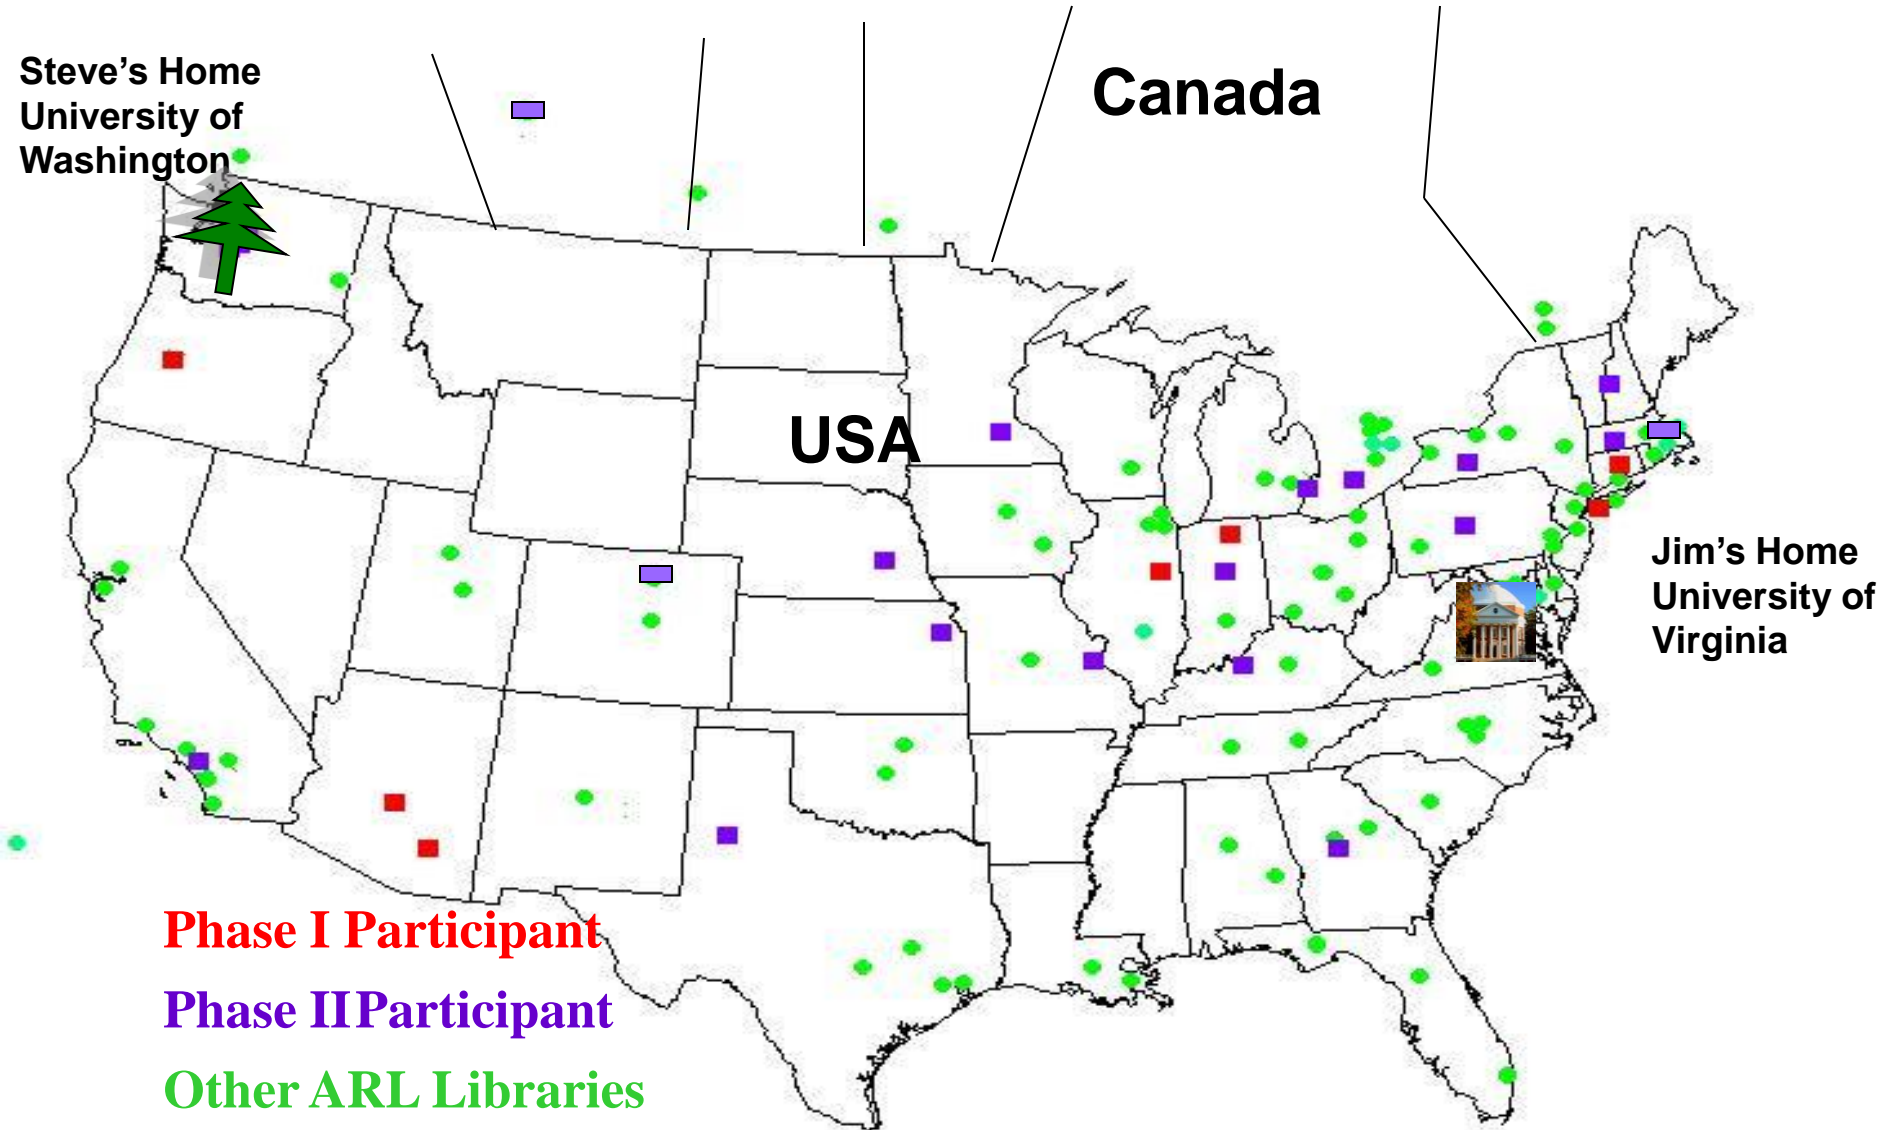 Steve’s Home
University of
Washington
Canada
USA
Jim’s Home
University of
Virginia
Phase I Participant
Phase II Participant
Other ARL Libraries